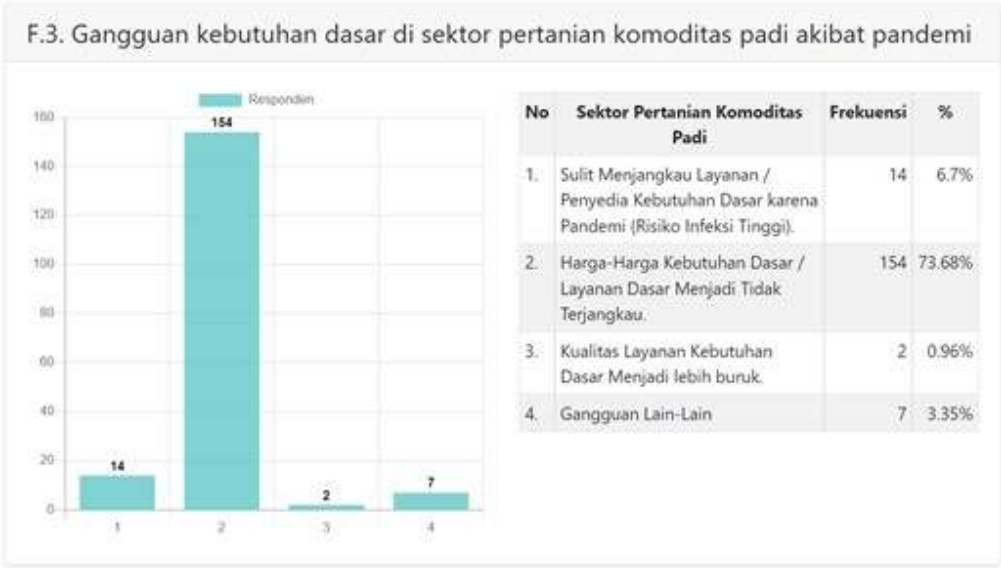 F.3. Gangguan kebutuhan dasar di sektor pertanian komoditas padi akibat pandemi
Responden
160
140
120
100
80
60
40
20
0
154
14
2
7
1
2
3
4
No Sektor Pertanian Komoditas Frekuensi %
Padi
1. Sulit Menjangkau Layanan / 14 6.7%
Penyedia Kebutuhan Dasar karena
Pandemi (Risiko Infeksi Tinggi).
2. Harga-Harga Kebutuhan Dasar / 154 73.68%
Layanan Dasar Menjadi Tidak
Terjangkau.
3. Kualitas Layanan Kebutuhan 2 0.96%
Dasar Menjadi lebih buruk.
4. Gangguan Lain-Lain 7 3.35%